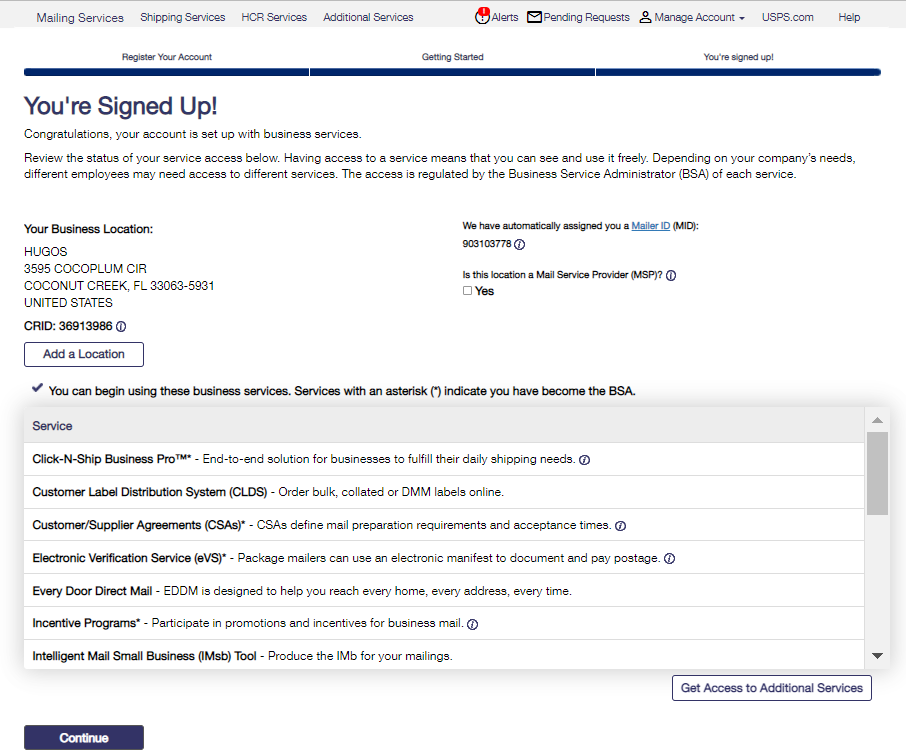 Mailing Services Shipping Services HCR Services Additional Services ! Alerts Pending Requests Manage Account USPS.com Help
Register Your Account Getting Started You're signed up!
You're Signed Up!
Congratulations, your account is set up with business services.
Review the status of your service access below. Having access to a service means that you can see and use it freely. Depending on your company's needs,
different employees may need access to different services. The access is regulated by the Business Service Administrator (BSA) of each service.
Your Business Location:
HUGOS
3595 COCOPLUM CIR
COCONUT CREEK, FL 33063-5931
UNITED STATES
CRID: 36913986
Add a Location
We have automatically assigned you a Mailer ID (MID):
903103778
Is this location a Mail Service Provider (MSP)?
Yes
You can begin using these business services. Services with an asterisk (*) indicate you have become the BSA.
Service
Click-N-Ship Business Pro™* - End-to-end solution for businesses to fulfill their daily shipping needs.
Customer Label Distribution System (CLDS) - Order bulk, collated or DMM labels online.
Customer/Supplier Agreements (CSAs)* - CSAs define mail preparation requirements and acceptance times.
Electronic Verification Service (eVS)* - Package mailers can use an electronic manifest to document and pay postage.
Every Door Direct Mail - EDDM is designed to help you reach every home, every address, every time.
Incentive Programs* - Participate in promotions and incentives for business mail.
Intelligent Mail Small Business (IMsb) Tool - Produce the IMb for your mailings.
Get Access to Additional Services
Continue